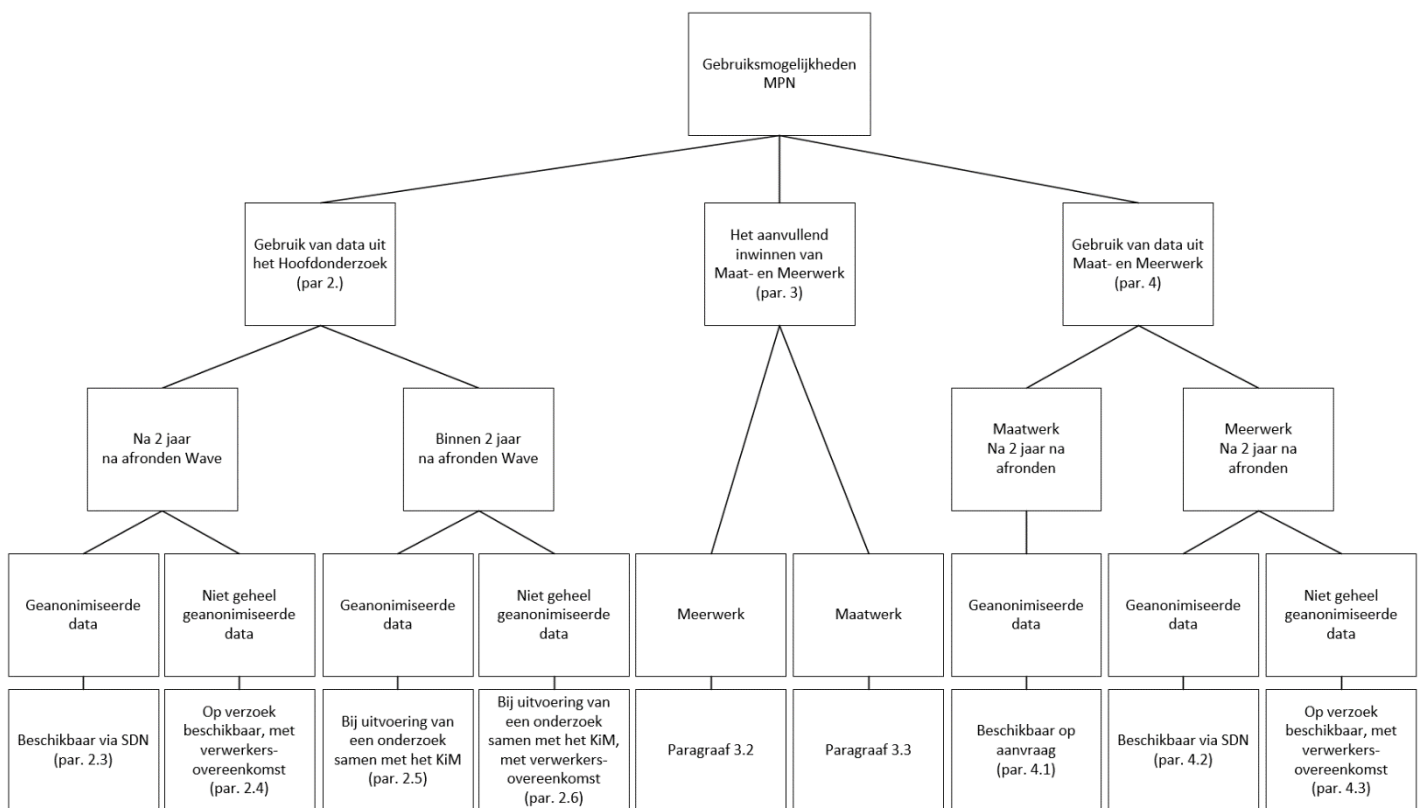 Gebruiksmogelijkheden
MPN
Gebruik van data uit
het Hoofdonderzoek
(par 2.)
Het aanvullend
inwinnen van
Maat- en Meerwerk
(par. 3)
Gebruik van data uit
Maat- en Meerwerk
(par. 4)
Na 2 jaar
na afronden Wave
Binnen 2 jaar
na afronden Wave
Maatwerk
Na 2 jaar na
afronden
Meerwerk
Na 2 jaar na
afronden
Geanonimiseerde
data
Niet geheel
geanonimiseerde
data
Geanonimiseerde
data
Niet geheel
geanonimiseerde
data
Meerwerk
Maatwerk
Geanonimiseerde
data
Geanonimiseerde
data
Niet geheel
geanonimiseerde
data
Beschikbaar via SDN
(par. 2.3)
Op verzoek
beschikbaar, met
verwerkers-
overeenkomst
(par. 2.4)
Bij uitvoering van
een onderzoek
samen met het KiM
(par. 2.5)
Bij uitvoering van
een onderzoek
samen met het KiM,
met verwerkers-
overeenkomst
(par. 2.6)
Paragraaf 3.2
Paragraaf 3.3
Beschikbaar op
aanvraag
(par. 4.1)
Beschikbaar via SDN
(par. 4.2)
Op verzoek
beschikbaar, met
verwerkers-
overeenkomst
(par. 4.3)